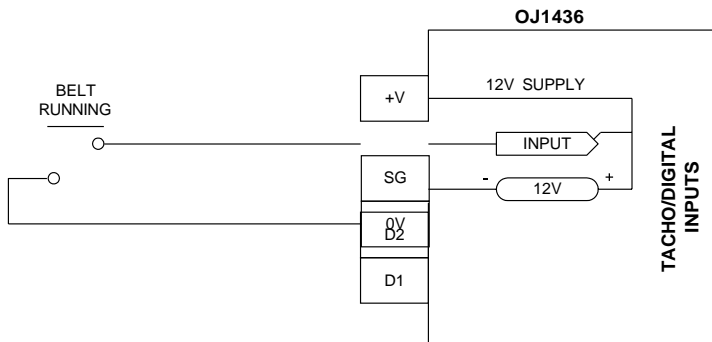 OJ1436
BELT
RUNNING
+V
12V SUPPLY
INPUT
SG
- 12V +
0V
D2
D1
TACHO/DIGITAL
INPUTS